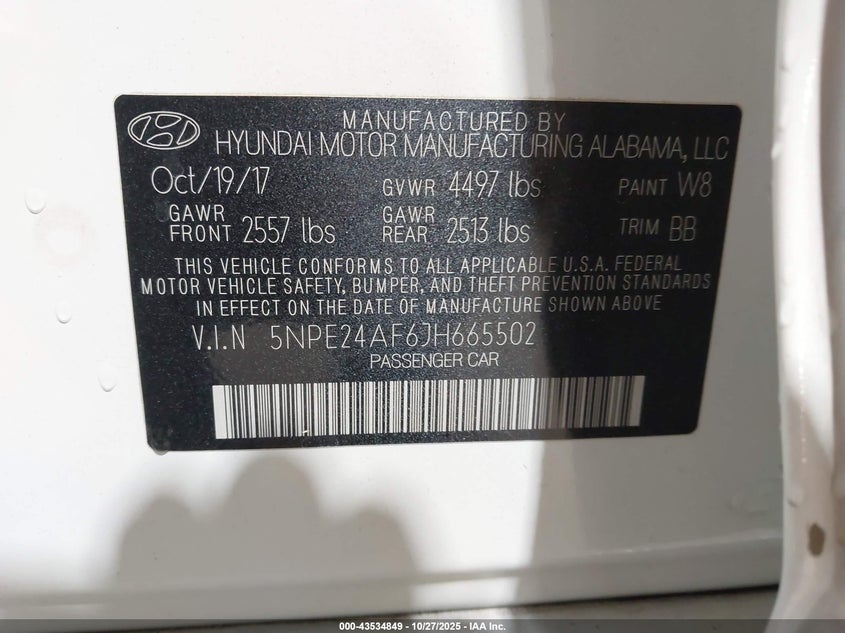 MANUFACTURED BY
HYUNDAI MOTOR MANUFACTURING ALABAMA, LLC
Oct/19/17 GVWR 4497 lbs PAINT W8
GAWR FRONT 2557 lbs GAWR REAR 2513 lbs TRIM BB
THIS VEHICLE CONFORMS TO ALL APPLICABLE U.S.A. FEDERAL
MOTOR VEHICLE SAFETY, BUMPER, AND THEFT PREVENTION STANDARDS
IN EFFECT ON THE DATE OF MANUFACTURE SHOWN ABOVE.
V.I.N 5NPE24AF6JH665502
PASSENGER CAR
000-43534849 | 10/27/2025 - IAA Inc.